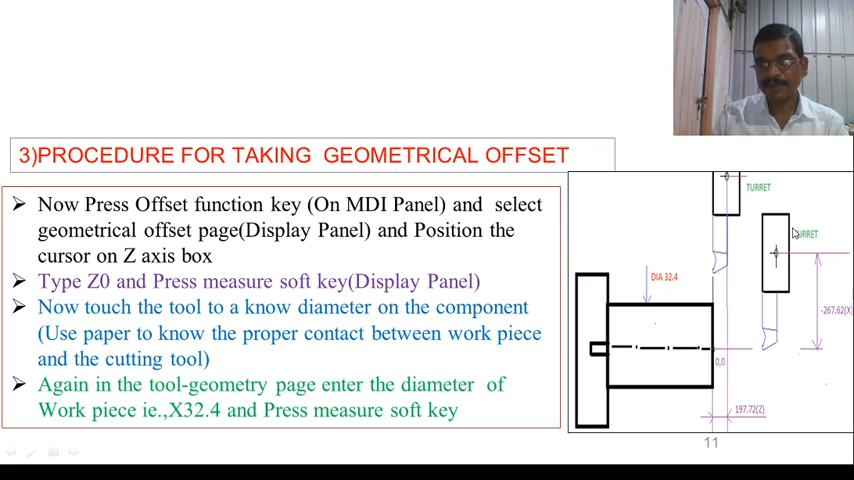 3)PROCEDURE FOR TAKING GEOMETRICAL OFFSET
Now Press Offset function key (On MDI Panel) and select
geometrical offset page(Display Panel) and Position the
cursor on Z axis box
Type Z0 and Press measure soft key(Display Panel)
Now touch the tool to a know diameter on the component
(Use paper to know the proper contact between work piece
and the cutting tool)
Again in the tool-geometry page enter the diameter of
Work piece ie.,X32.4 and Press measure soft key
TURRET
TURRET
DIA 32.4
-267.62(X)
0,0
197.72(Z)
11